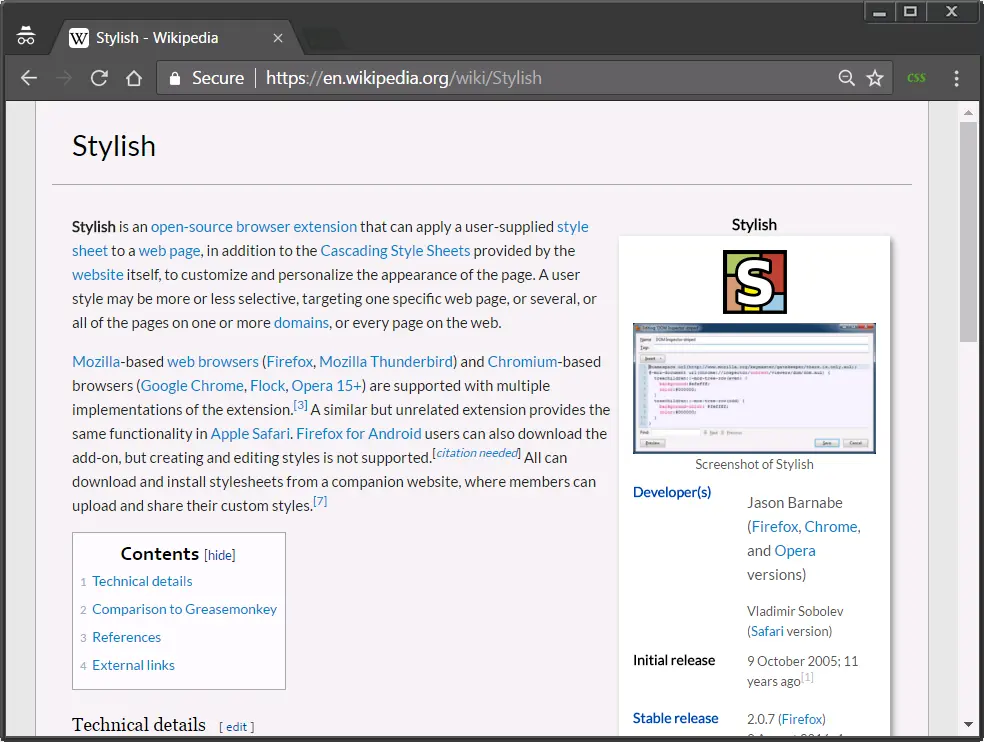 Stylish - Wikipedia
Secure
https://en.wikipedia.org/wiki/Stylish
CSS
Stylish
Stylish is an open-source browser extension that can apply a user-supplied style
sheet to a web page, in addition to the Cascading Style Sheets provided by the
website itself, to customize and personalize the appearance of the page. A user
style may be more or less selective, targeting one specific web page, or several, or
all of the pages on one or more domains, or every page on the web.
Mozilla-based web browsers (Firefox, Mozilla Thunderbird) and Chromium-based
browsers (Google Chrome, Flock, Opera 15+) are supported with multiple
implementations of the extension.[3] A similar but unrelated extension provides the
same functionality in Apple Safari. Firefox for Android users can also download the
add-on, but creating and editing styles is not supported.[citation needed] All can
download and install stylesheets from a companion website, where members can
upload and share their custom styles.[7]
Contents [hide]
1 Technical details
2 Comparison to Greasemonkey
3 References
4 External links
Technical details [ edit ]
Stylish
S
Screenshot of Stylish
Developer(s)
Jason Barnabe
(Firefox, Chrome,
and Opera
versions)
Vladimir Sobolev
(Safari version)
Initial release
9 October 2005; 11
years ago[1]
Stable release
2.0.7 (Firefox)